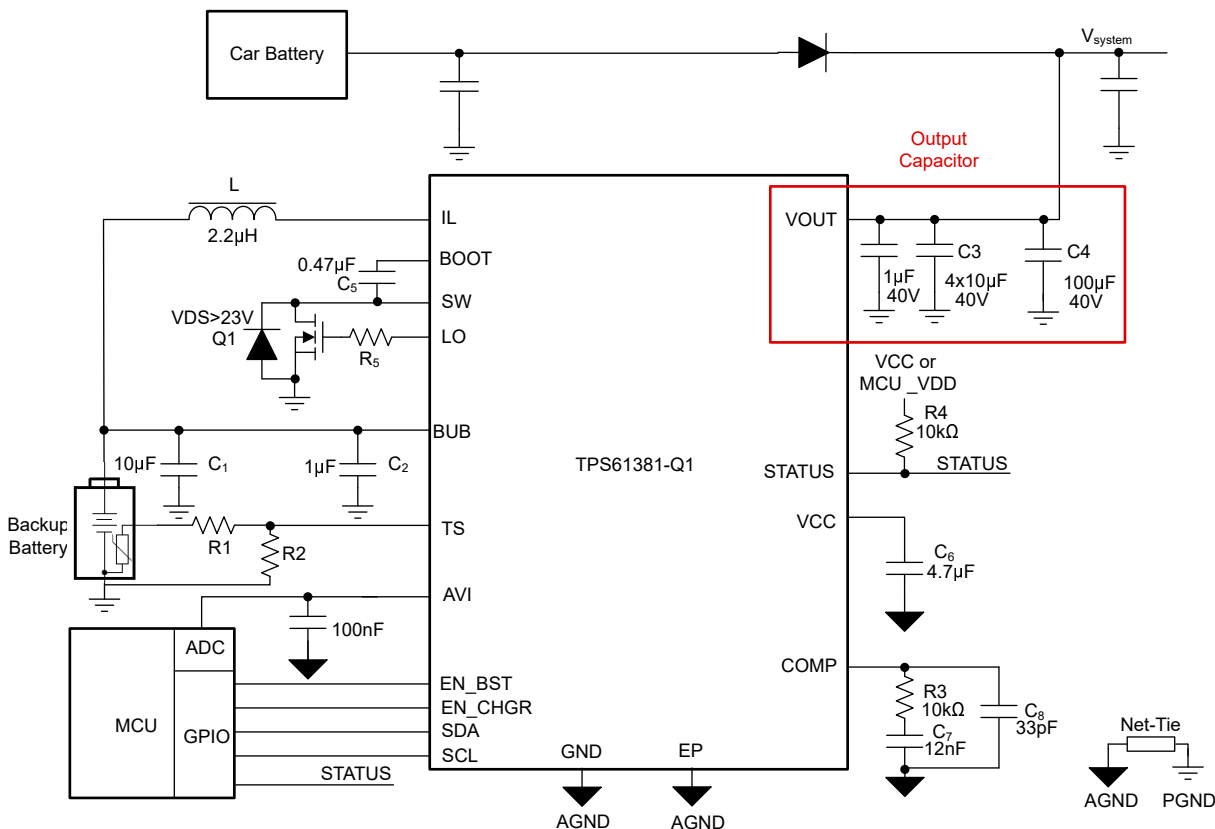 Car Battery
Vsystem
Output
Capacitor
L
2.2µH
IL
BOOT
0.47µF
C5
SW
VDS>23V
Q1
LO
R5
VOUT
1µF
40V
C3
4x10µF
40V
C4
100µF
40V
VCC or
MCU _VDD
R4
10kΩ
STATUS
STATUS
BUB
10µF
C1
1µF
C2
TPS61381-Q1
VCC
C6
4.7µF
Backup
Battery
R1
R2
TS
AVI
100nF
ADC
MCU
GPIO
EN_BST
EN_CHGR
SDA
SCL
STATUS
COMP
R3
10kΩ
C7
12nF
C8
33pF
GND
EP
AGND
AGND
Net-Tie
AGND
PGND